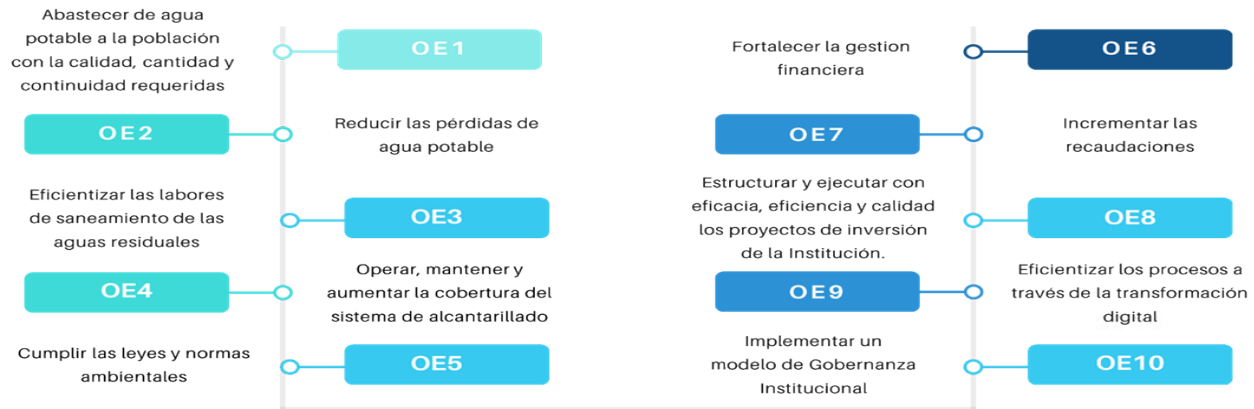 Abastecer de agua
potable a la población
con la calidad, cantidad y
continuidad requeridas
OE1
OE2
Reducir las pérdidas de
agua potable
Eficientizar las labores
de saneamiento de las
aguas residuales
OE3
OE4
Operar, mantener y
aumentar la cobertura del
sistema de alcantarillado
Cumplir las leyes y normas
ambientales
OE5
Fortalecer la gestion
financiera
OE6
OE7
Incrementar las
recaudaciones
Estructurar y ejecutar con
eficacia, eficiencia y calidad
los proyectos de inversión
de la Institución.
OE8
OE9
Eficientizar los procesos a
través de la transformación
digital
Implementar un
modelo de Gobernanza
Institucional
OE10